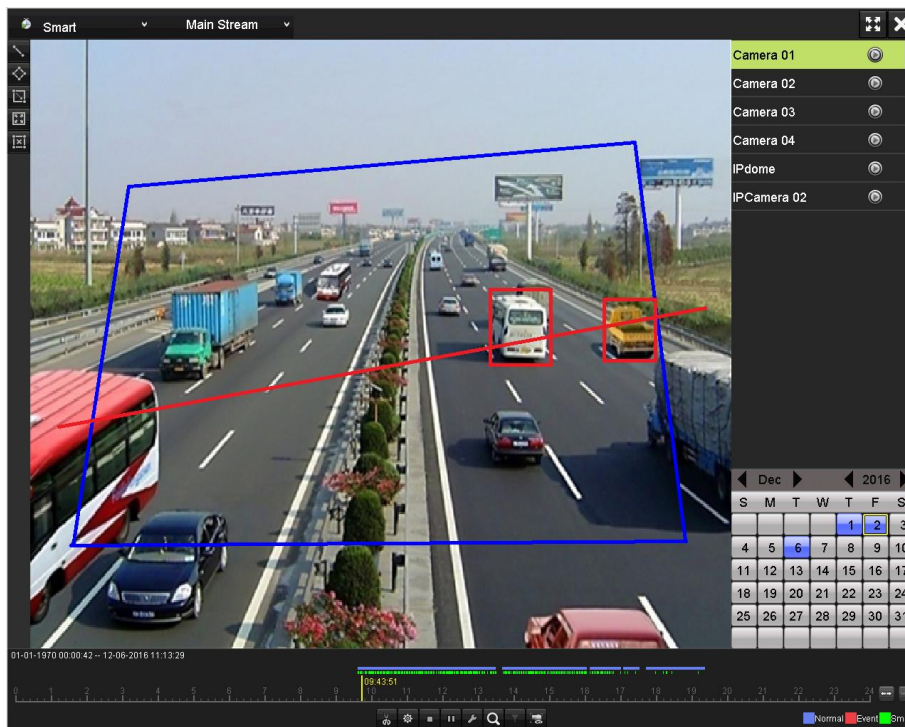 Smart Main Stream
Camera 01
Camera 02
Camera 03
Camera 04
IPdome
IPCamera 02
Dec 2016
S M T W T F S
1 2 3
4 5 6 7 8 9 10
11 12 13 14 15 16 17
18 19 20 21 22 23 24
25 26 27 28 29 30 31
01-01-1970 00:00:42 -- 12-06-2016 11:13:29
09:43:51
0 1 2 3 4 5 6 7 8 9 10 11 12 13 14 15 16 17 18 19 20 21 22 23 24
Normal Event Sm